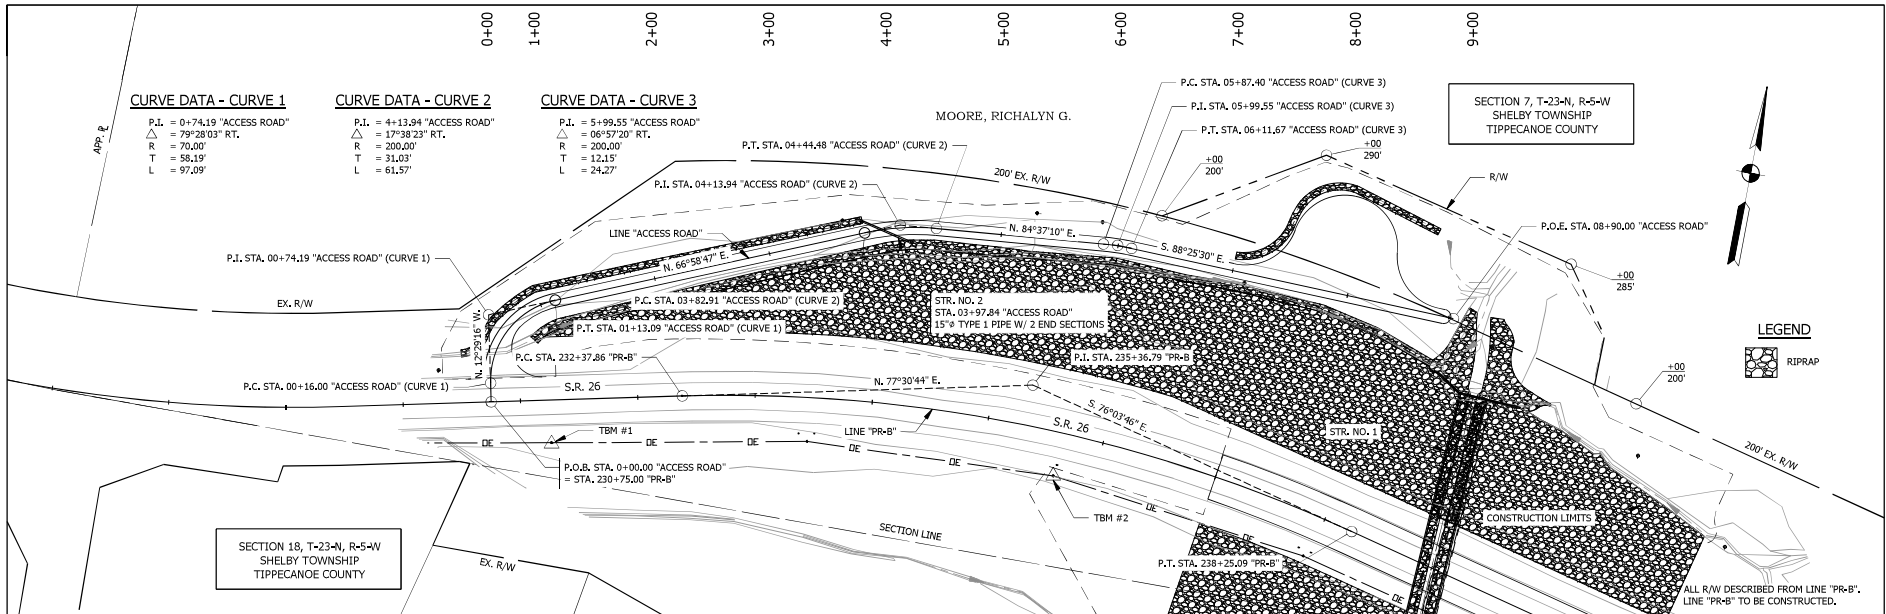 0+00
1+00
2+00
3+00
4+00
5+00
6+00
7+00
8+00
9+00
CURVE DATA - CURVE 1
P.I. = 0+74.19 "ACCESS ROAD"
△ = 79°28'03" RT.
R = 70.00'
T = 58.19'
L = 97.09'
CURVE DATA - CURVE 2
P.I. = 4+13.94 "ACCESS ROAD"
△ = 17°38'23" RT.
R = 200.00'
T = 31.03'
L = 61.57'
CURVE DATA - CURVE 3
P.I. = 5+99.55 "ACCESS ROAD"
△ = 06°57'20" RT.
R = 200.00'
T = 12.15'
L = 24.27'
APP. ℄
MOORE, RICHALYN G.
P.C. STA. 05+87.40 "ACCESS ROAD" (CURVE 3)
P.I. STA. 05+99.55 "ACCESS ROAD" (CURVE 3)
P.T. STA. 06+11.67 "ACCESS ROAD" (CURVE 3)
SECTION 7, T-23-N, R-5-W
SHELBY TOWNSHIP
TIPPECANOE COUNTY
P.T. STA. 04+44.48 "ACCESS ROAD" (CURVE 2)
+00
290'
+00
200'
200' EX. R/W
R/W
P.I. STA. 04+13.94 "ACCESS ROAD" (CURVE 2)
LINE "ACCESS ROAD"
N. 84°37'10" E.
S. 88°25'30" E.
P.O.E. STA. 08+90.00 "ACCESS ROAD"
P.I. STA. 00+74.19 "ACCESS ROAD" (CURVE 1)
N. 66°58'47" E.
+00
285'
EX. R/W
P.C. STA. 03+82.91 "ACCESS ROAD" (CURVE 2)
STR. NO. 2
STA. 03+97.84 "ACCESS ROAD"
15"ø TYPE 1 PIPE W/ 2 END SECTIONS
P.T. STA. 01+13.09 "ACCESS ROAD" (CURVE 1)
LEGEND
RIPRAP
N. 12°29'16" W.
P.C. STA. 232+37.86 "PR-B"
P.I. STA. 235+36.79 "PR-B
P.C. STA. 00+16.00 "ACCESS ROAD" (CURVE 1)
S.R. 26
N. 77°30'44" E.
+00
200'
S. 76°03'46" E.
S.R. 26
LINE "PR-B"
STR. NO. 1
TBM #1
DE
DE
DE
DE
DE
DE
200' EX. R/W
P.O.B. STA. 0+00.00 "ACCESS ROAD"
= STA. 230+75.00 "PR-B"
TBM #2
DE
CONSTRUCTION LIMITS
SECTION LINE
DE
SECTION 18, T-23-N, R-5-W
SHELBY TOWNSHIP
TIPPECANOE COUNTY
EX. R/W
P.T. STA. 238+25.09 "PR-B"
DE
ALL R/W DESCRIBED FROM LINE "PR-B".
LINE "PR-B" TO BE CONSTRUCTED.